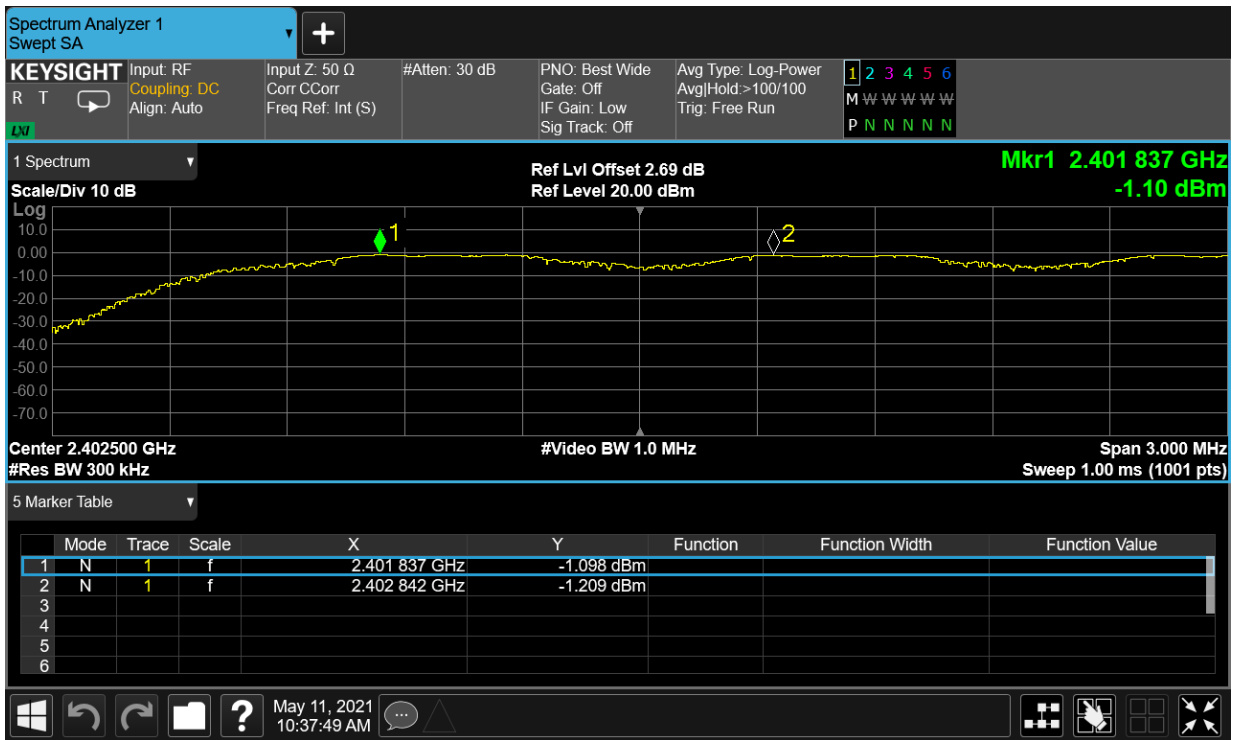 Spectrum Analyzer 1
Swept SA
+
KEYSIGHT
R T
LXI
Input: RF
Coupling: DC
Align: Auto
Input Z: 50 Ω
Corr CCorr
Freq Ref: Int (S)
#Atten: 30 dB
PNO: Best Wide
Gate: Off
IF Gain: Low
Sig Track: Off
Avg Type: Log-Power
Avg|Hold:>100/100
Trig: Free Run
1 2 3 4 5 6
M W W W W W
P N N N N N
1 Spectrum
Scale/Div 10 dB
Ref Lvl Offset 2.69 dB
Ref Level 20.00 dBm
Mkr1 2.401 837 GHz
-1.10 dBm
Log
10.0
0.00
-10.0
-20.0
-30.0
-40.0
-50.0
-60.0
-70.0
1
2
Center 2.402500 GHz
#Res BW 300 kHz
#Video BW 1.0 MHz
Span 3.000 MHz
Sweep 1.00 ms (1001 pts)
5 Marker Table
Mode Trace Scale X Y Function Function Width Function Value
1 N 1 f 2.401 837 GHz -1.098 dBm
2 N 1 f 2.402 842 GHz -1.209 dBm
3
4
5
6
?
May 11, 2021
10:37:49 AM